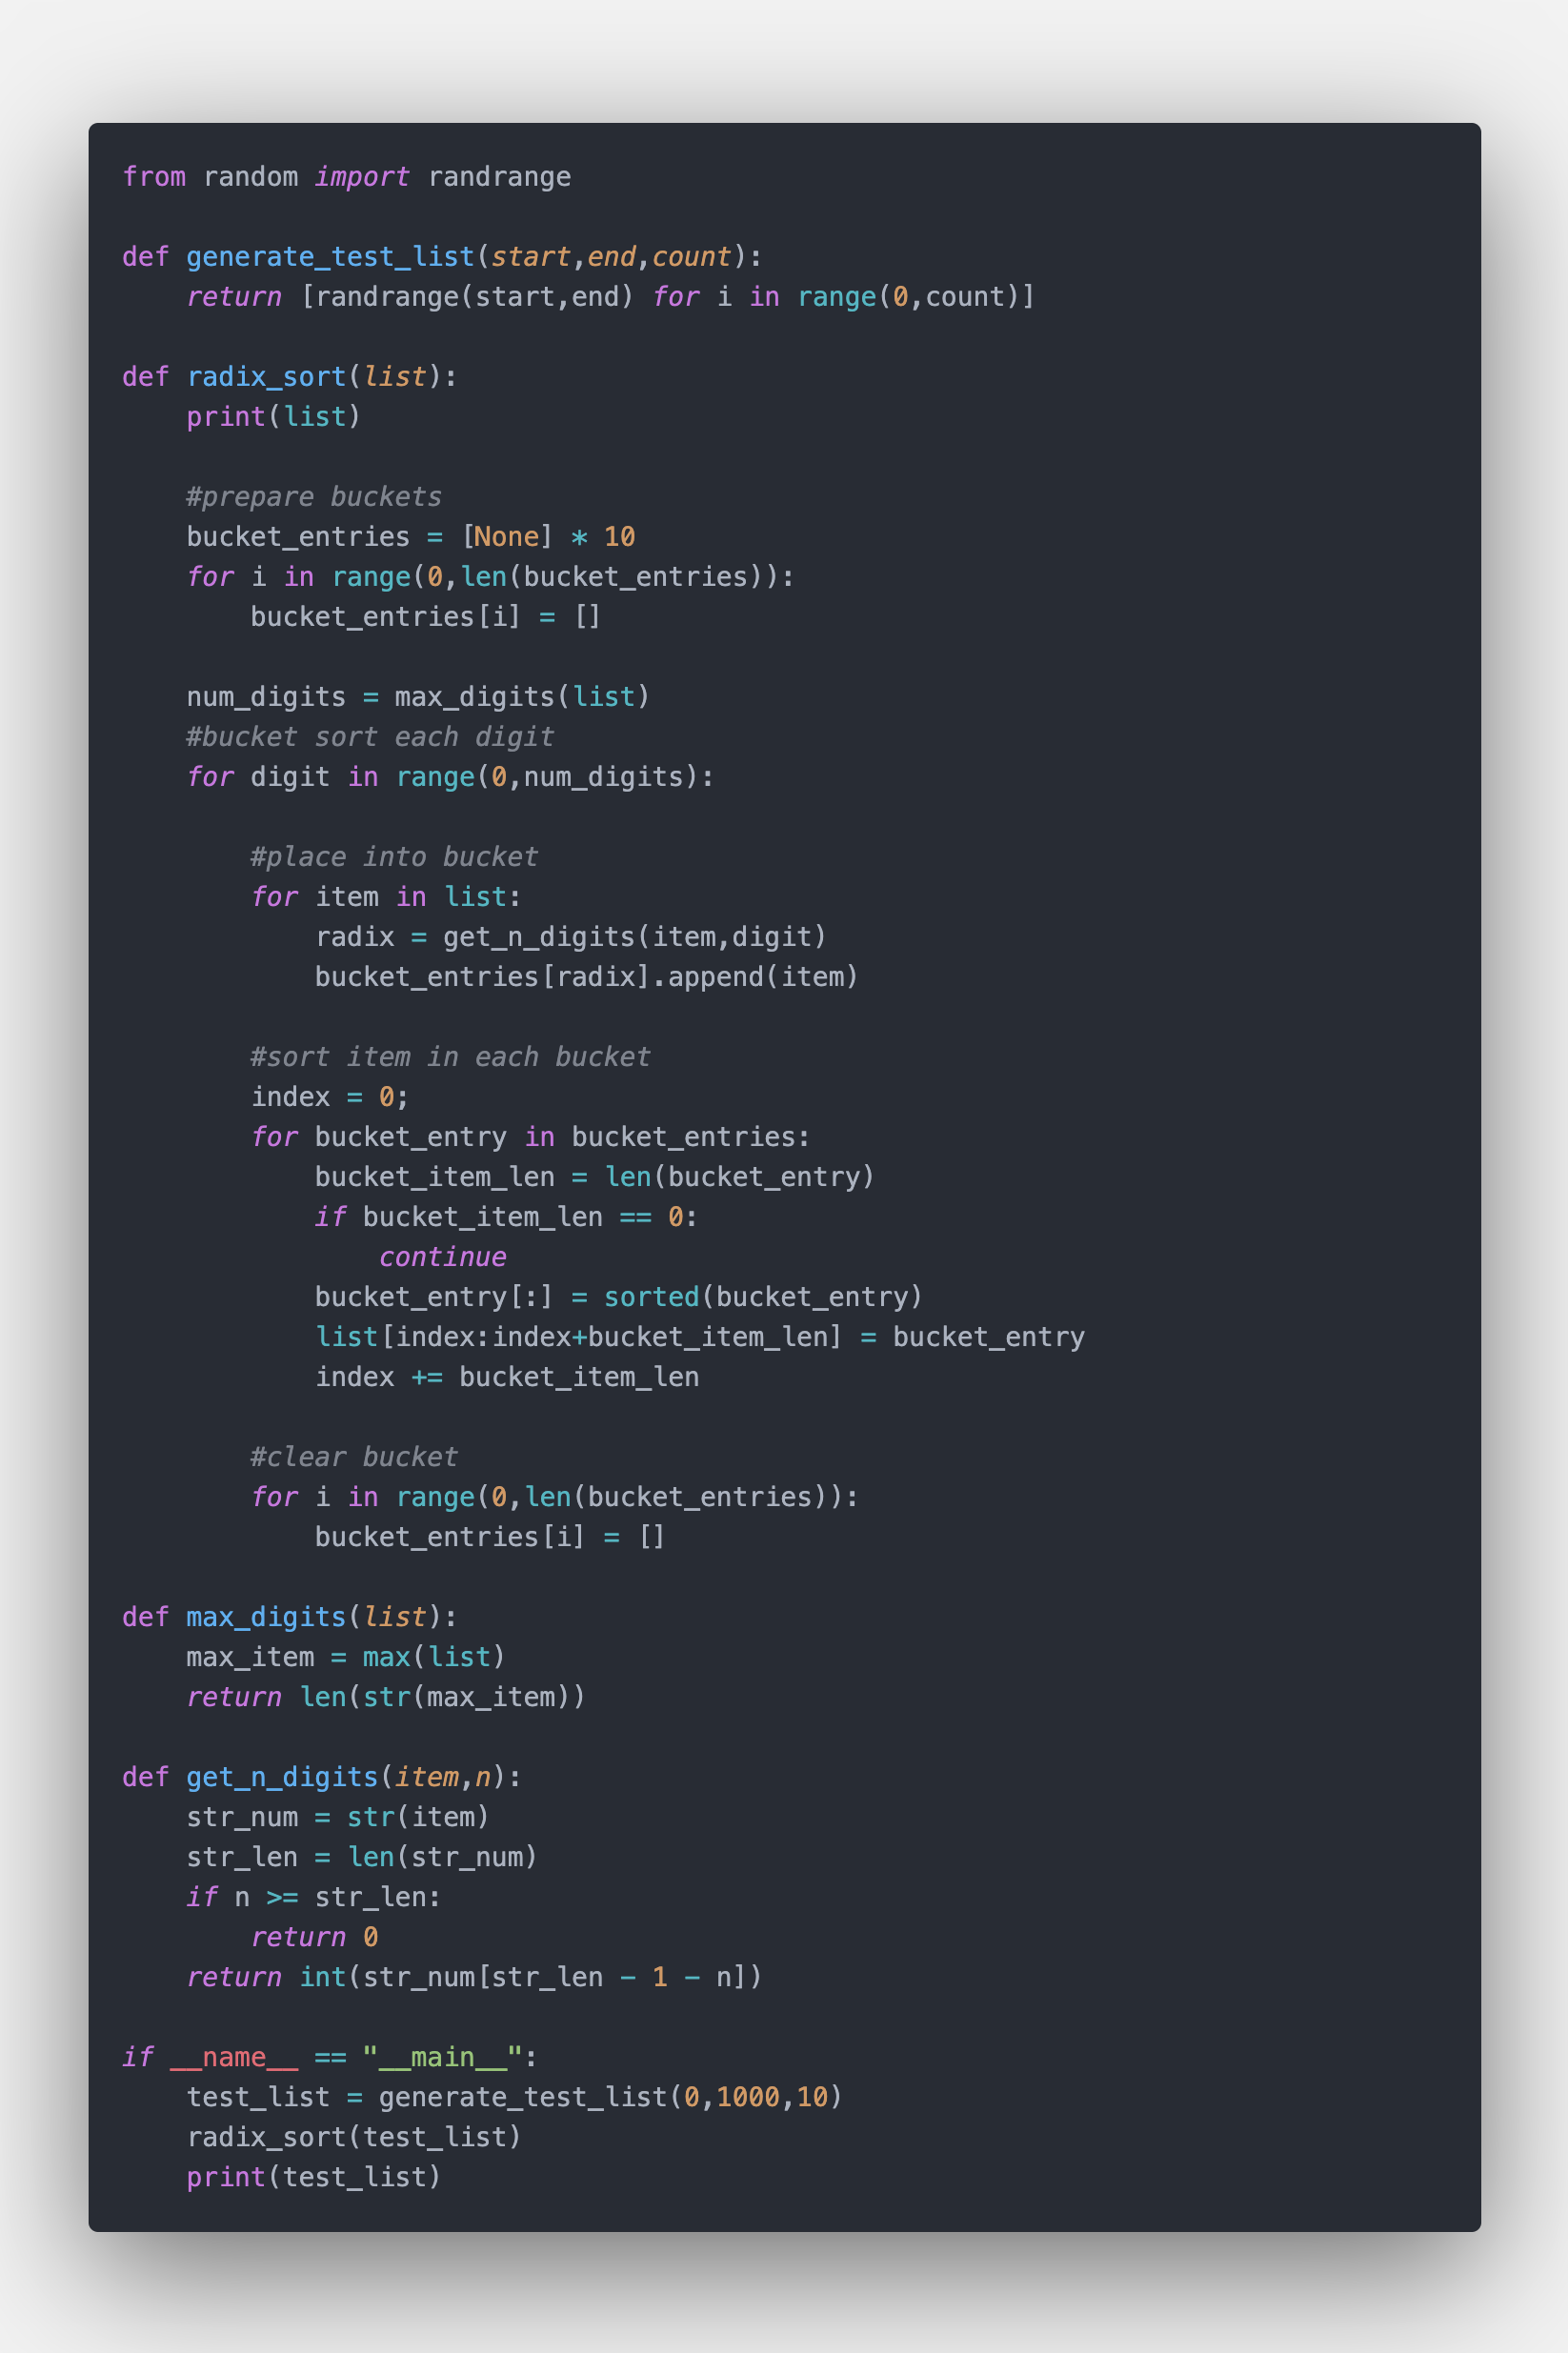 from random import randrange

def generate_test_list(start,end,count):
    return [randrange(start,end) for i in range(0,count)]

def radix_sort(list):
    print(list)

    #prepare buckets
    bucket_entries = [None] * 10
    for i in range(0,len(bucket_entries)):
        bucket_entries[i] = []

    num_digits = max_digits(list)
    #bucket sort each digit
    for digit in range(0,num_digits):

        #place into bucket
        for item in list:
            radix = get_n_digits(item,digit)
            bucket_entries[radix].append(item)

        #sort item in each bucket
        index = 0;
        for bucket_entry in bucket_entries:
            bucket_item_len = len(bucket_entry)
            if bucket_item_len == 0:
                continue
            bucket_entry[:] = sorted(bucket_entry)
            list[index:index+bucket_item_len] = bucket_entry
            index += bucket_item_len

        #clear bucket
        for i in range(0,len(bucket_entries)):
            bucket_entries[i] = []

def max_digits(list):
    max_item = max(list)
    return len(str(max_item))

def get_n_digits(item,n):
    str_num = str(item)
    str_len = len(str_num)
    if n >= str_len:
        return 0
    return int(str_num[str_len - 1 - n])

if __name__ == "__main__":
    test_list = generate_test_list(0,1000,10)
    radix_sort(test_list)
    print(test_list)